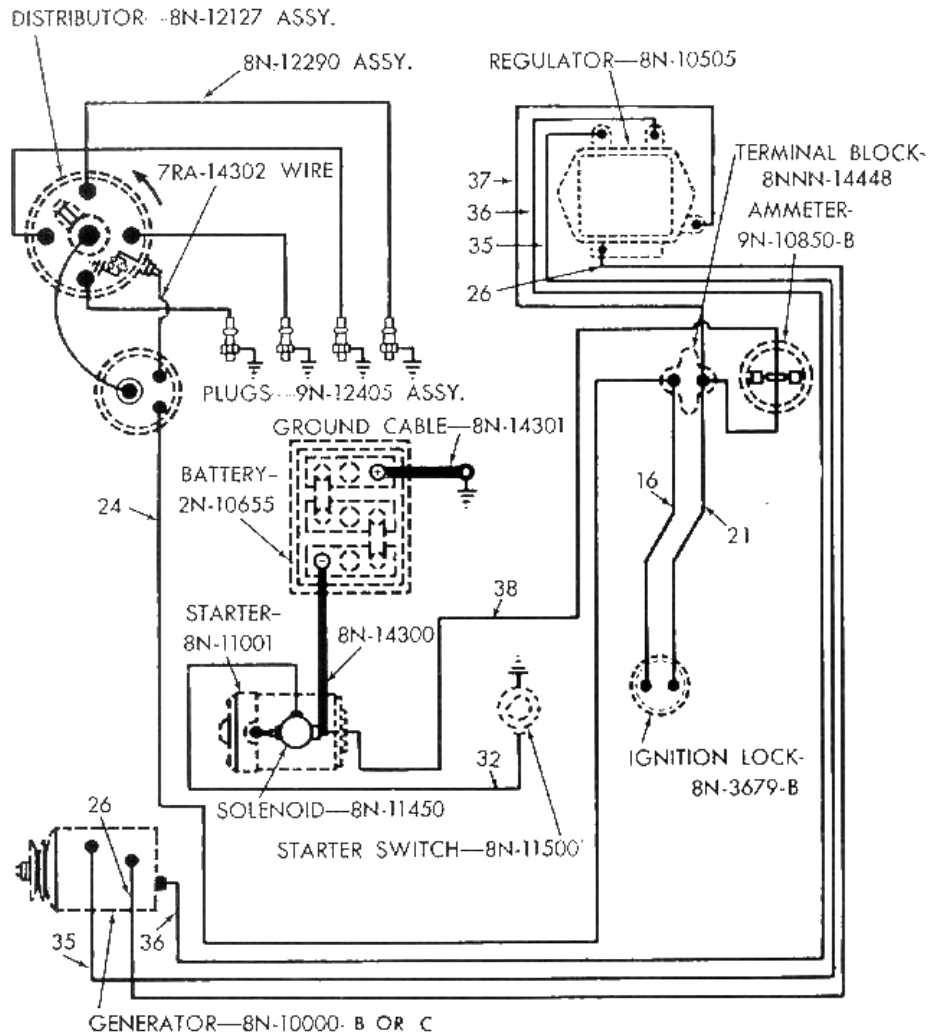 DISTRIBUTOR -8N-12127 ASSY.
8N-12290 ASSY.
REGULATOR—8N-10505
7RA-14302 WIRE
TERMINAL BLOCK-
8NNN-14448
AMMETER-
9N-10850-B
37
36
35
26
PLUGS—9N-12405 ASSY.
GROUND CABLE—8N-14301
BATTERY-
2N-10655
+
-
24
16
21
38
STARTER-
8N-11001
8N-14300
IGNITION LOCK-
8N-3679-B
32
SOLENOID—8N-11450
STARTER SWITCH—8N-11500
26
35
36
GENERATOR—8N-10000- B OR C